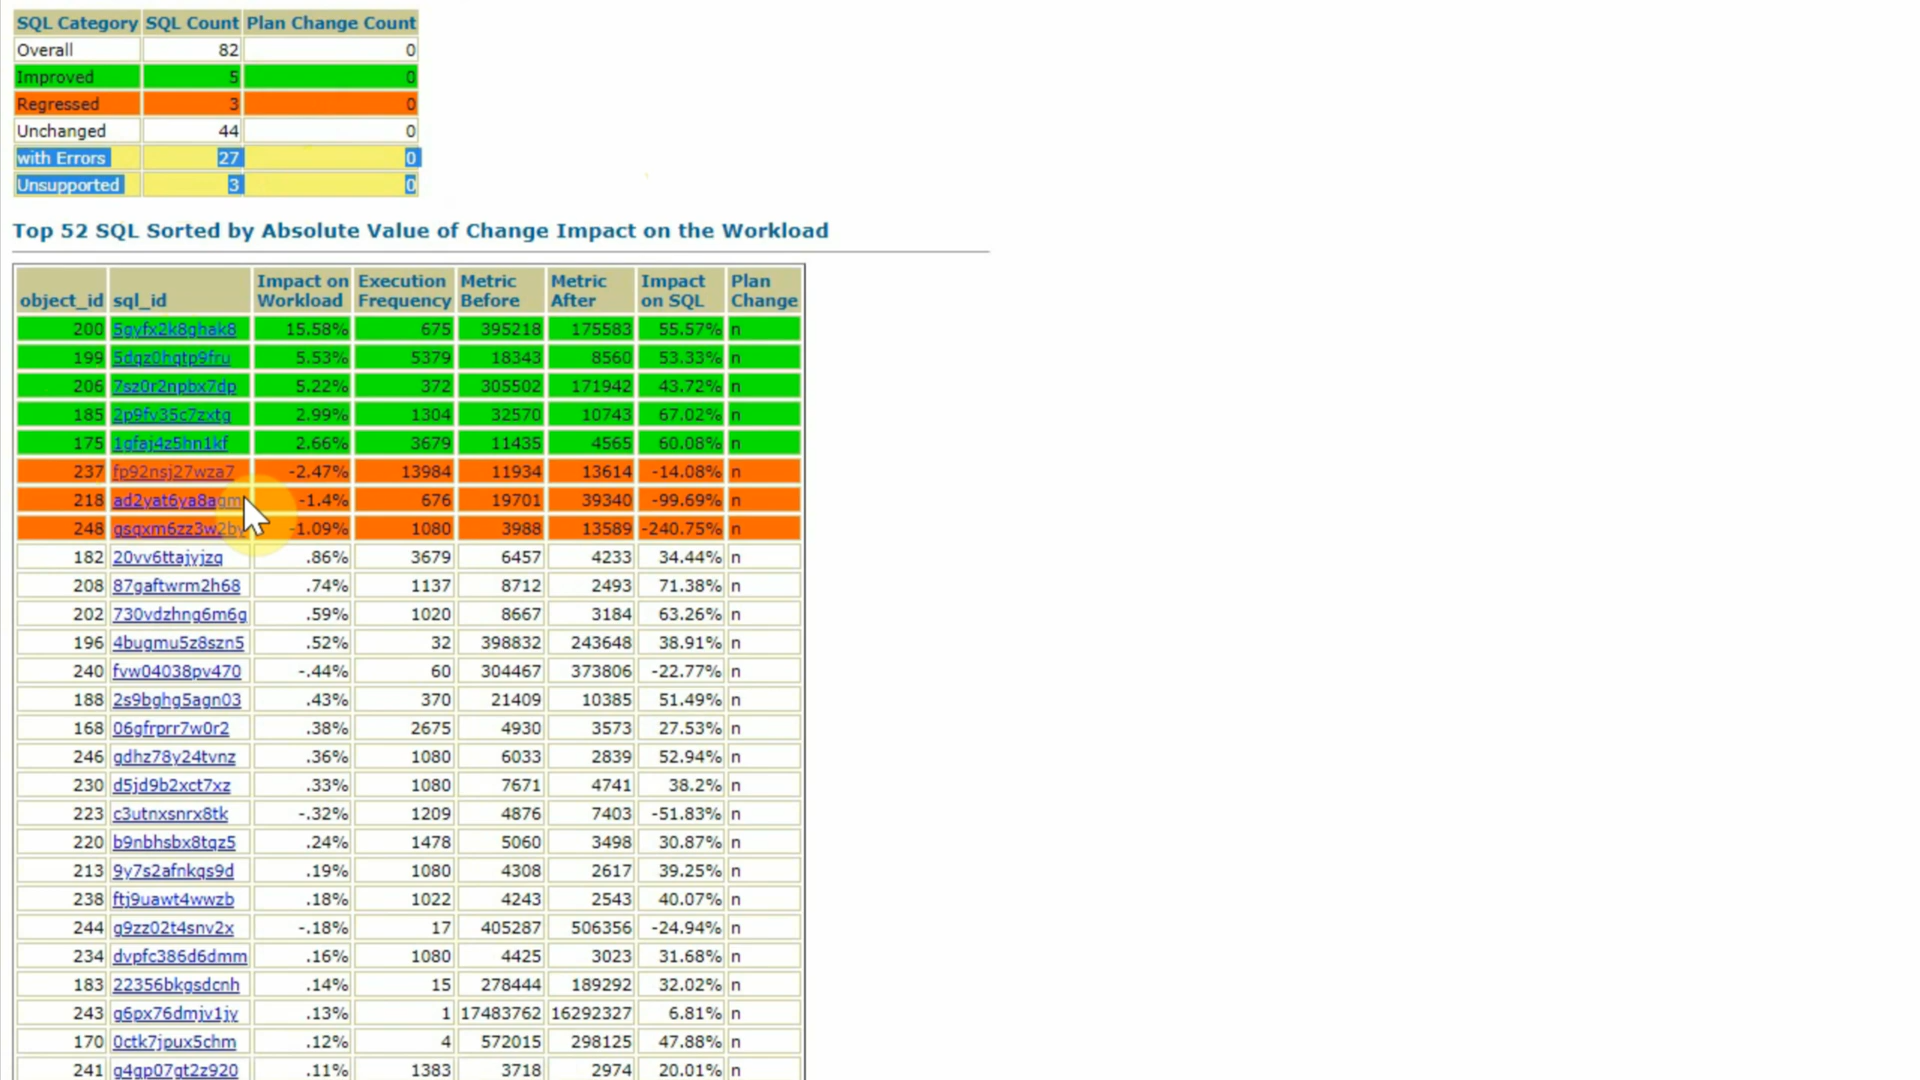 SQL Category SQL Count Plan Change Count
Overall 82 0
Improved 5 0
Regressed 3 0
Unchanged 44 0
with Errors 27 0
Unsupported 3 0
Top 52 SQL Sorted by Absolute Value of Change Impact on the Workload
object_id sql_id Impact on Workload Execution Frequency Metric Before Metric After Impact on SQL Plan Change
200 5gyfx2k8ghak8 15.58% 675 395218 175583 55.57% n
199 5dqz0hqtp9fru 5.53% 5379 18343 8560 53.33% n
206 7sz0r2npbx7dp 5.22% 372 305502 171942 43.72% n
185 2p9fv35c7zxtg 2.99% 1304 32570 10743 67.02% n
175 1gfaj4z5hn1kf 2.66% 3679 11435 4565 60.08% n
237 fp92nsj27wza7 -2.47% 13984 11934 13614 -14.08% n
218 ad2yat6ya8aqm -1.4% 676 19701 39340 -99.69% n
248 gsqxm6zz3w2by -1.09% 1080 3988 13589 -240.75% n
182 20vv6ttajyjzq .86% 3679 6457 4233 34.44% n
208 87gaftwrm2h68 .74% 1137 8712 2493 71.38% n
202 730vdzhng6m6g .59% 1020 8667 3184 63.26% n
196 4bugmu5z8szn5 .52% 32 398832 243648 38.91% n
240 fvw04038pv470 -.44% 60 304467 373806 -22.77% n
188 2s9bghg5agn03 .43% 370 21409 10385 51.49% n
168 06gfrprr7w0r2 .38% 2675 4930 3573 27.53% n
246 gdhz78y24tvnz .36% 1080 6033 2839 52.94% n
230 d5jd9b2xct7xz .33% 1080 7671 4741 38.2% n
223 c3utnxsnrx8tk -.32% 1209 4876 7403 -51.83% n
220 b9nbhsbx8tqz5 .24% 1478 5060 3498 30.87% n
213 9y7s2afnkqs9d .19% 1080 4308 2617 39.25% n
238 ftj9uawt4wwzb .18% 1022 4243 2543 40.07% n
244 g9zz02t4snv2x -.18% 17 405287 506356 -24.94% n
234 dvpfc386d6dmm .16% 1080 4425 3023 31.68% n
183 22356bkgsdcnh .14% 15 278444 189292 32.02% n
243 g6px76dmjv1jy .13% 1 17483762 16292327 6.81% n
170 0ctk7jpux5chm .12% 4 572015 298125 47.88% n
241 g4gp07gt2z920 .11% 1383 3718 2974 20.01% n